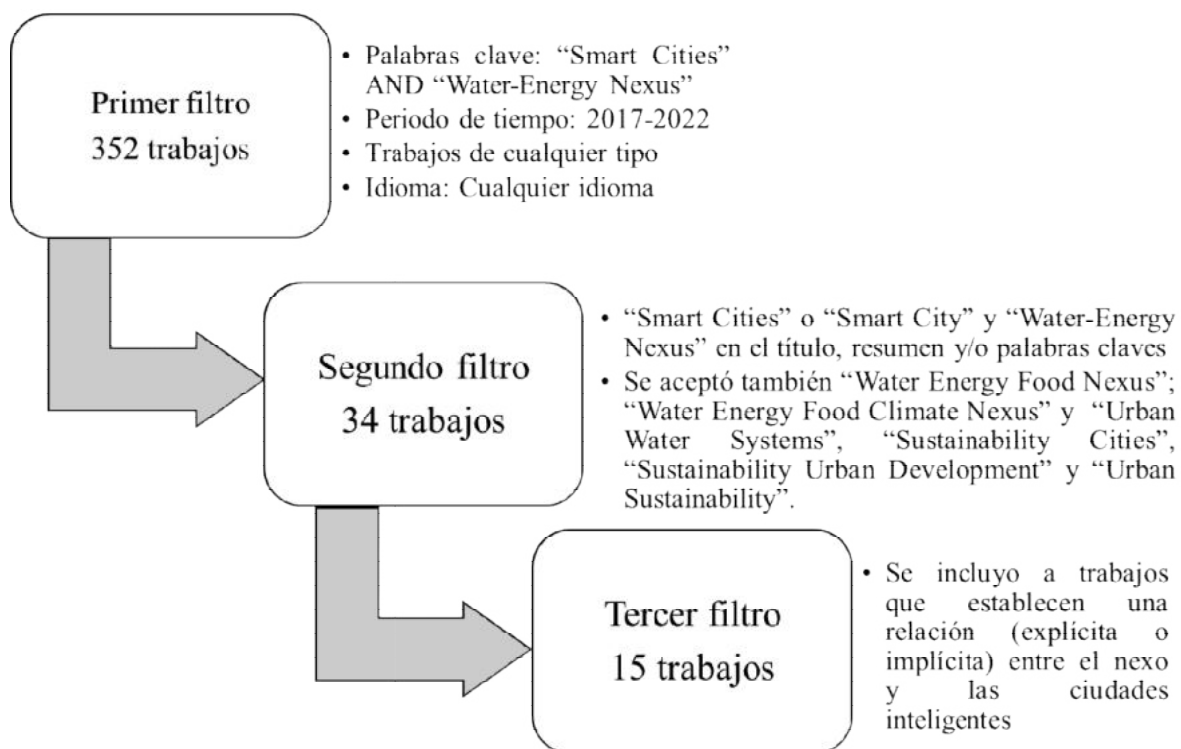 Primer filtro
352 trabajos
• Palabras clave: “Smart Cities”
AND “Water-Energy Nexus”
• Periodo de tiempo: 2017-2022
• Trabajos de cualquier tipo
• Idioma: Cualquier idioma
Segundo filtro
34 trabajos
• “Smart Cities” o “Smart City” y “Water-Energy
Nexus” en el título, resumen y/o palabras claves
• Se aceptó también “Water Energy Food Nexus”;
“Water Energy Food Climate Nexus” y “Urban
Water Systems”, “Sustainability Cities”,
“Sustainability Urban Development” y “Urban
Sustainability”.
Tercer filtro
15 trabajos
• Se incluyo a trabajos
que establecen una
relación (explícita o
implícita) entre el nexo
y las ciudades
inteligentes